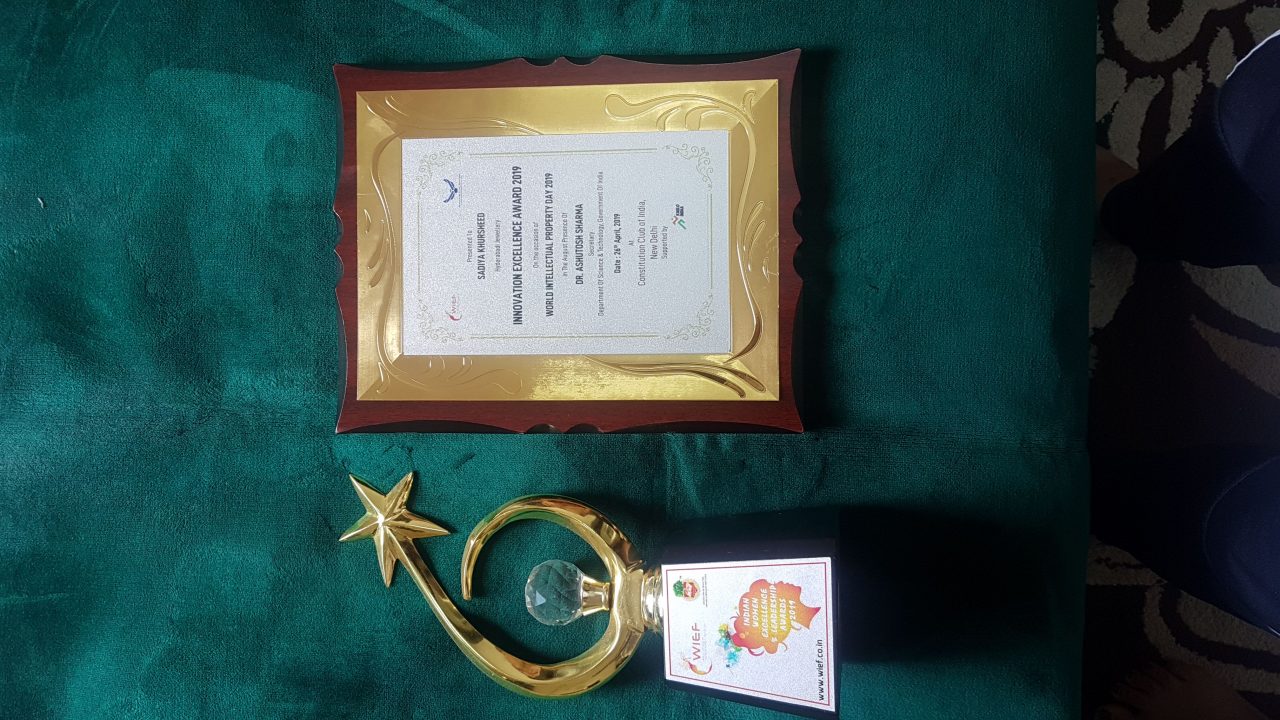 WIEF
Presented To
SADIYA KHURSHEED
Hyderabadi Jewelsery
INNOVATION EXCELLENCE AWARD 2019
On the occasion of
WORLD INTELLECTUAL PROPERTY DAY 2019
In The August Presence Of
DR. ASHUTOSH SHARMA
Secretary
Department Of Science & Technology, Government Of India
Date : 26th April, 2019
At
Constitution Club of India,
New Delhi
Supported by
WIEF
INDIAN
WOMEN
EXCELLENCE
& LEADERSHIP
AWARDS
2019
www.wief.co.in